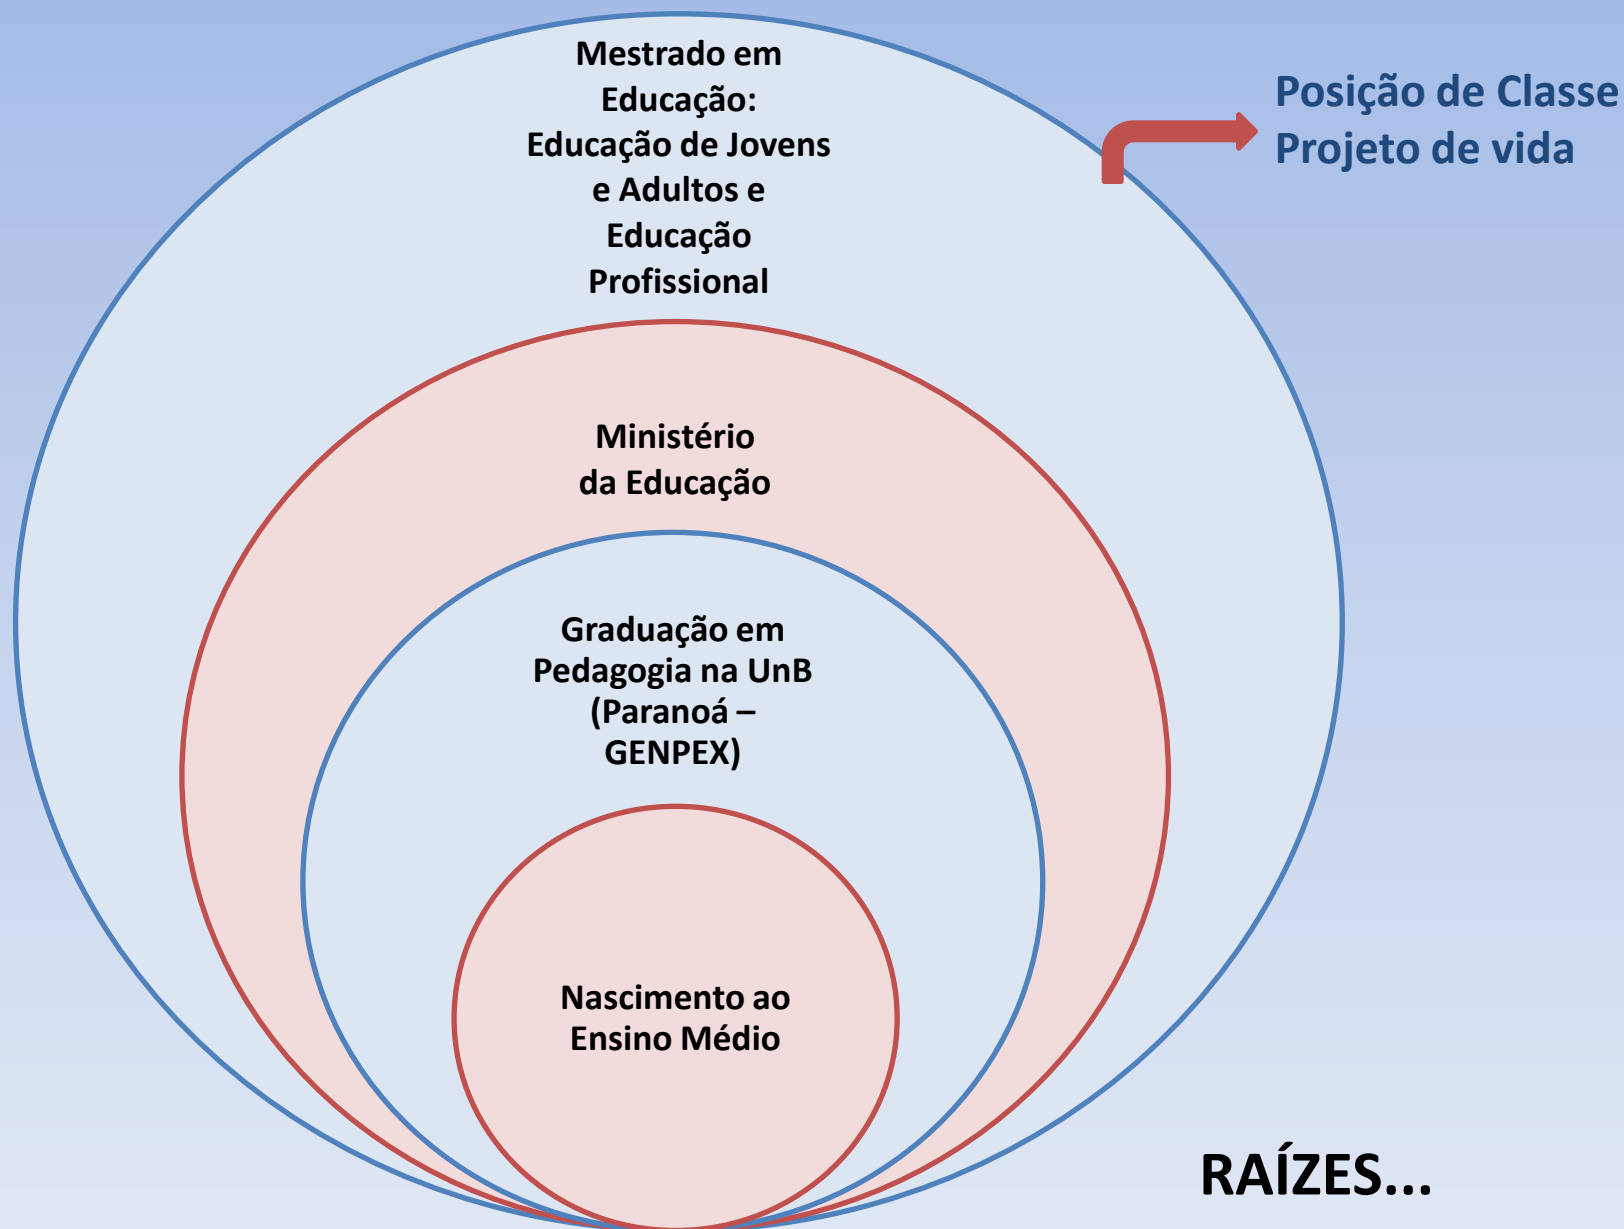 Mestrado em
Educação:
Educação de Jovens
e Adultos e
Educação
Profissional
Posição de Classe
Projeto de vida
Ministério
da Educação
Graduação em
Pedagogia na UnB
(Paranoá –
GENPEX)
Nascimento ao
Ensino Médio
RAÍZES...